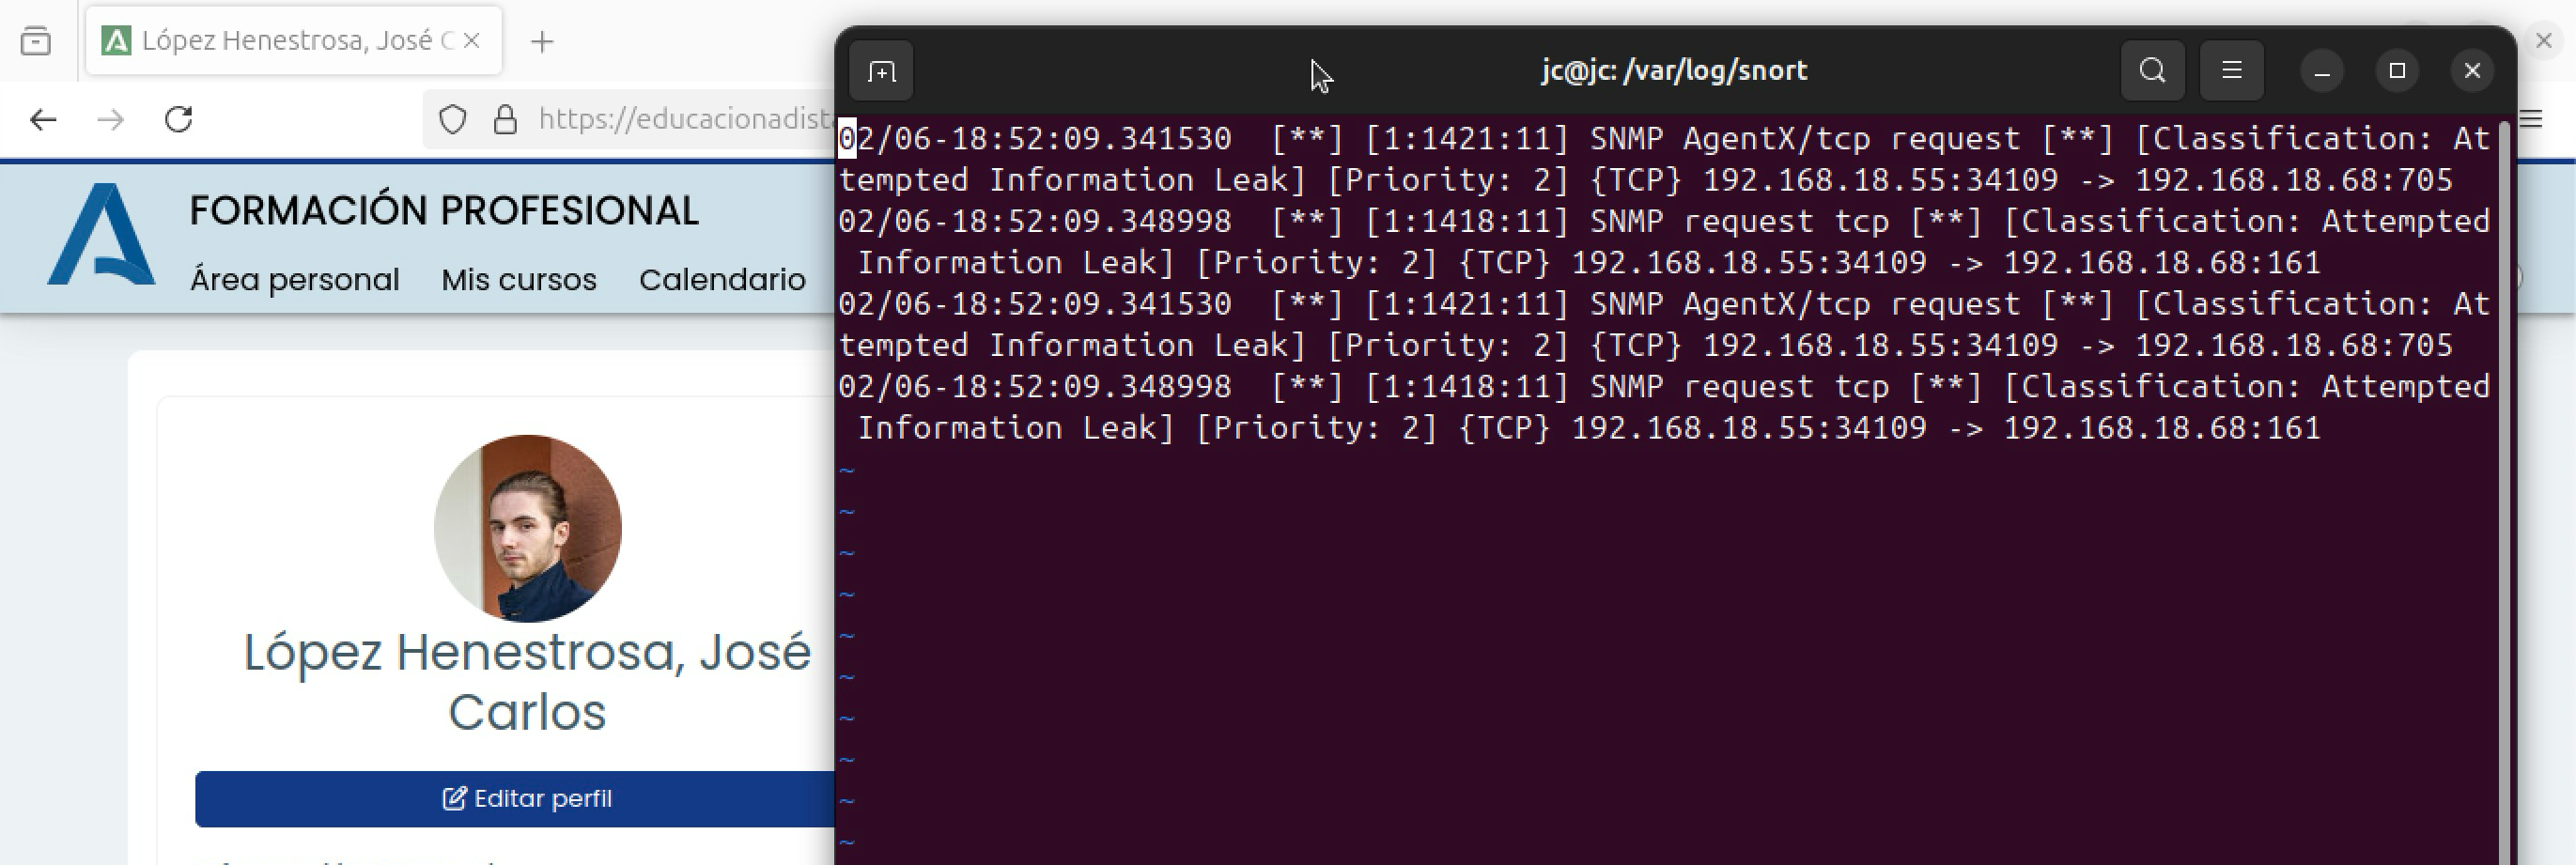 López Henestrosa, José C
https://educacionadist
FORMACIÓN PROFESIONAL
Área personal Mis cursos Calendario
López Henestrosa, José
Carlos
Editar perfil
jc@jc: /var/log/snort
02/06-18:52:09.341530  [**] [1:1421:11] SNMP AgentX/tcp request [**] [Classification: At
tempted Information Leak] [Priority: 2] {TCP} 192.168.18.55:34109 -> 192.168.18.68:705
02/06-18:52:09.348998  [**] [1:1418:11] SNMP request tcp [**] [Classification: Attempted
 Information Leak] [Priority: 2] {TCP} 192.168.18.55:34109 -> 192.168.18.68:161
02/06-18:52:09.341530  [**] [1:1421:11] SNMP AgentX/tcp request [**] [Classification: At
tempted Information Leak] [Priority: 2] {TCP} 192.168.18.55:34109 -> 192.168.18.68:705
02/06-18:52:09.348998  [**] [1:1418:11] SNMP request tcp [**] [Classification: Attempted
 Information Leak] [Priority: 2] {TCP} 192.168.18.55:34109 -> 192.168.18.68:161
~
~
~
~
~
~
~
~
~
~